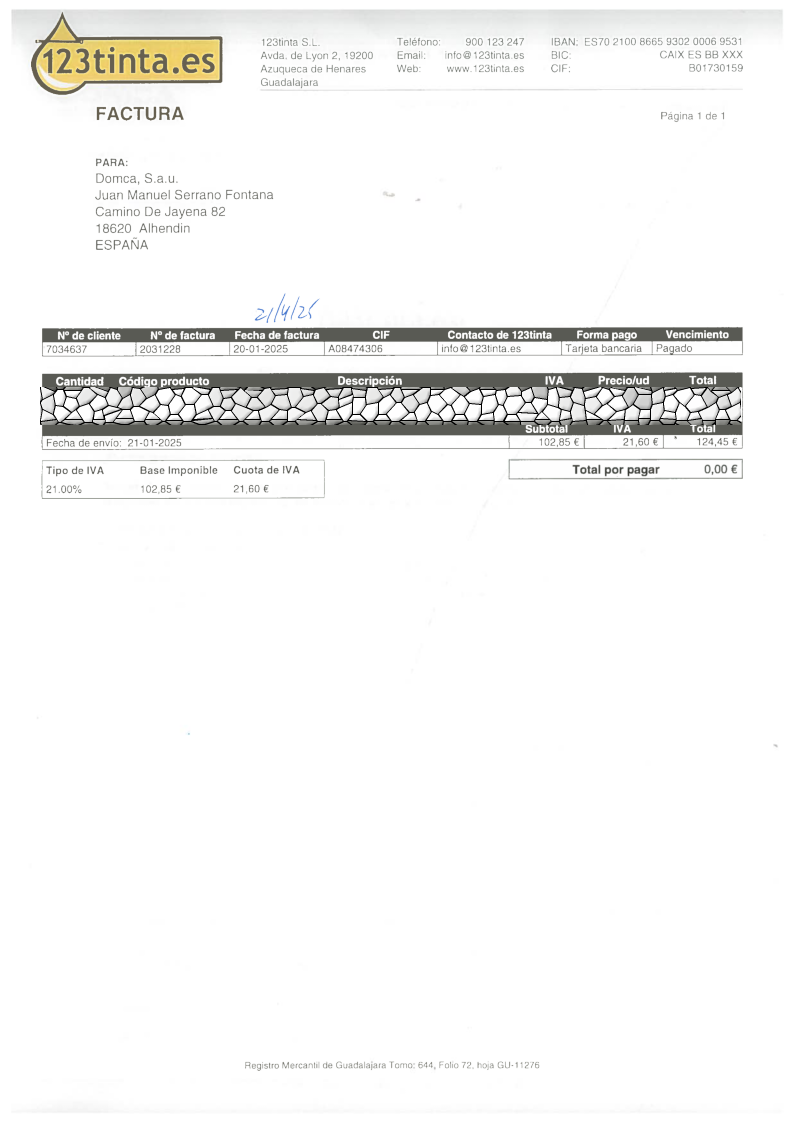 123tinta.es
123tinta S.L.
Avda. de Lyon 2, 19200
Azuqueca de Henares
Guadalajara
Teléfono: 900 123 247
Email: info@123tinta.es
Web: www.123tinta.es
IBAN: ES70 2100 8665 9302 0006 9531
BIC: CAIX ES BB XXX
CIF: B01730159
FACTURA
Página 1 de 1
PARA:
Domca, S.a.u.
Juan Manuel Serrano Fontana
Camino De Jayena 82
18620 Alhendin
ESPAÑA
21/4/25
Nº de cliente Nº de factura Fecha de factura CIF Contacto de 123tinta Forma pago Vencimiento
7034637 2031228 20-01-2025 A08474306 info@123tinta.es Tarjeta bancaria Pagado
Cantidad Código producto Descripción IVA Precio/ud Total
Subtotal IVA Total
Fecha de envío: 21-01-2025 102,85 € 21,60 € * 124,45 €
Tipo de IVA Base Imponible Cuota de IVA
21.00% 102,85 € 21,60 €
Total por pagar 0,00 €
Registro Mercantil de Guadalajara Tomo: 644, Folio 72, hoja GU-11276